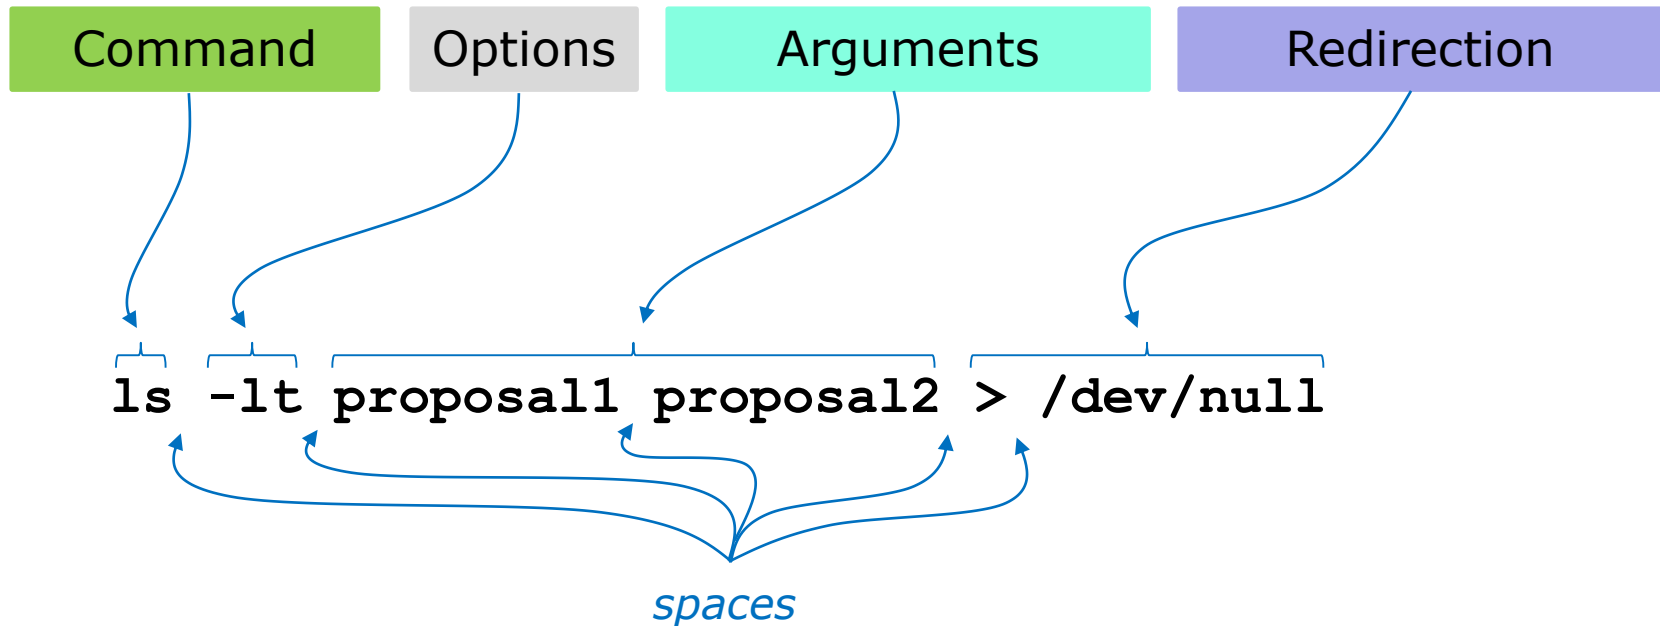 Command Options Arguments Redirection
ls -lt proposal1 proposal2 > /dev/null
spaces